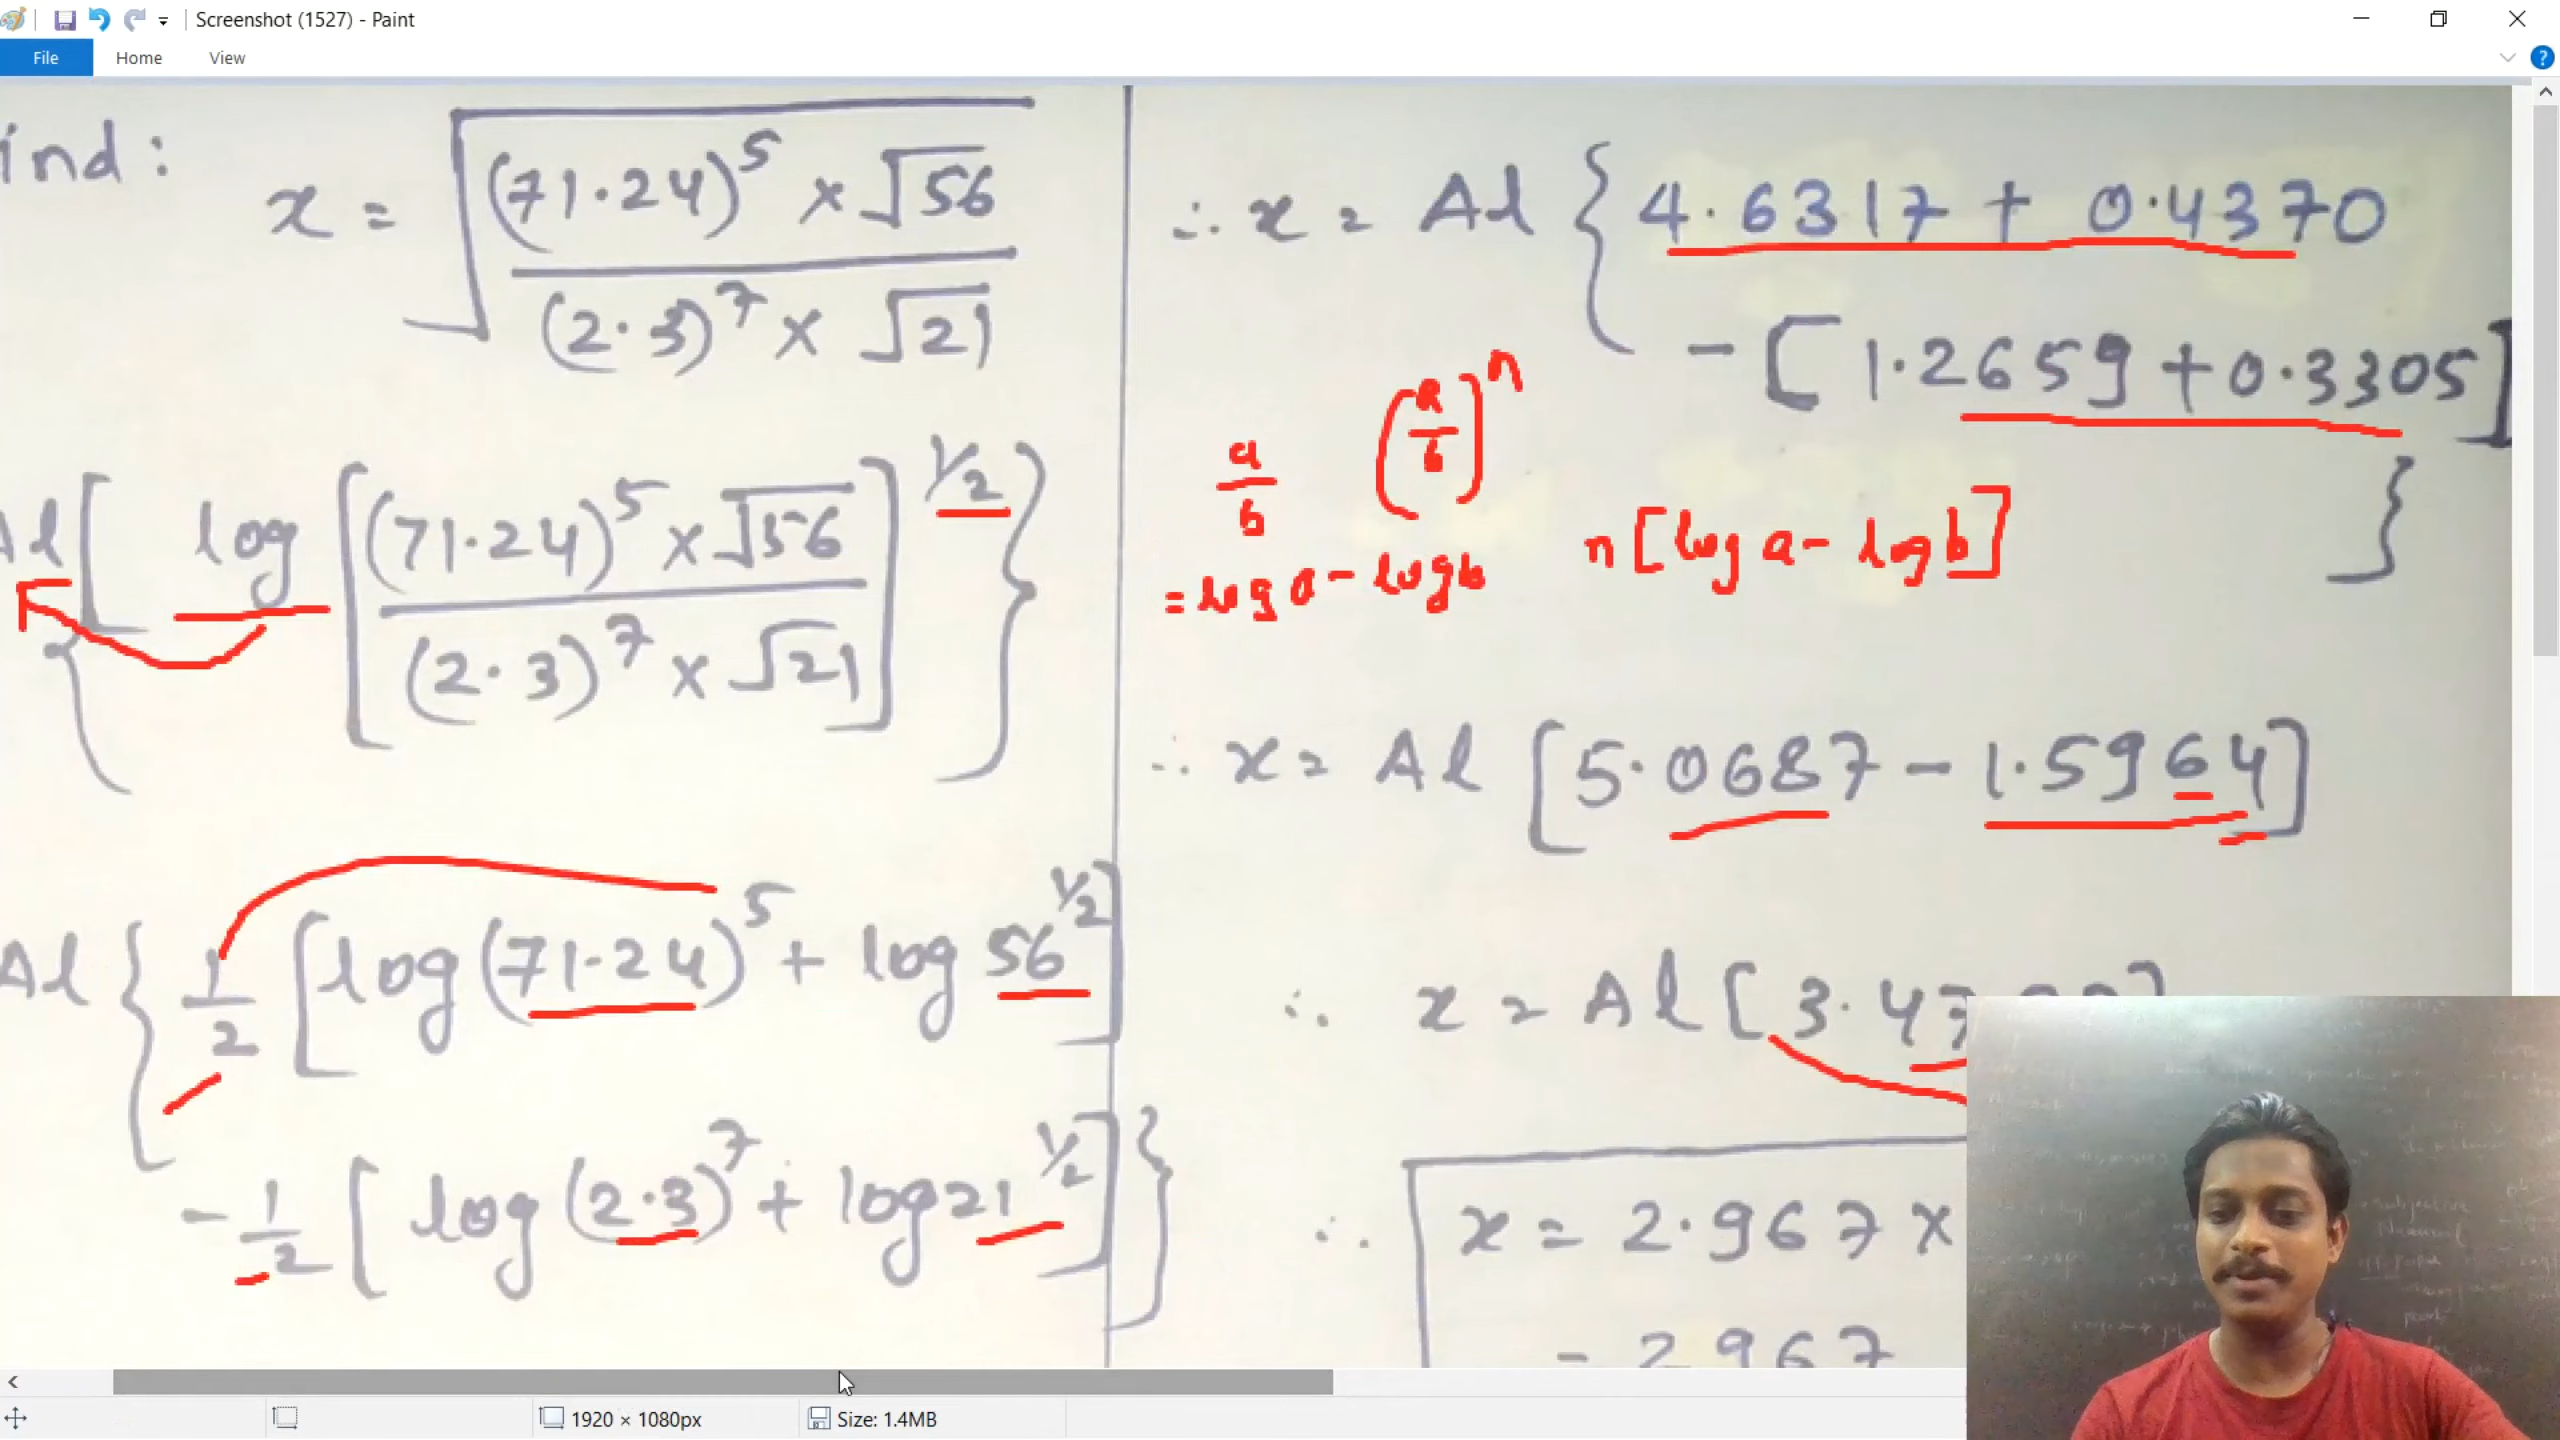 Screenshot (1527) - Paint
File Home View
ind :
x = √((71.24)^5 × √56 / (2.3)^7 × √21)
Al[ log [(71.24)^5 × √56 / (2.3)^7 × √21]^1/2 }
Al { 1/2 [log (71.24)^5 + log 56^1/2]
- 1/2 [ log (2.3)^7 + log 21^1/2] }
∴ x = Al { 4.6317 + 0.4370
- [ 1.2659 + 0.3305 ]
}
a/b
= log a - log b
(a/b)^n
n [log a - log b]
∴ x = Al [5.0687 - 1.5964]
∴ x = Al [ 3.47
∴ x = 2.967 ×
= 2967
1920 × 1080px
Size: 1.4MB